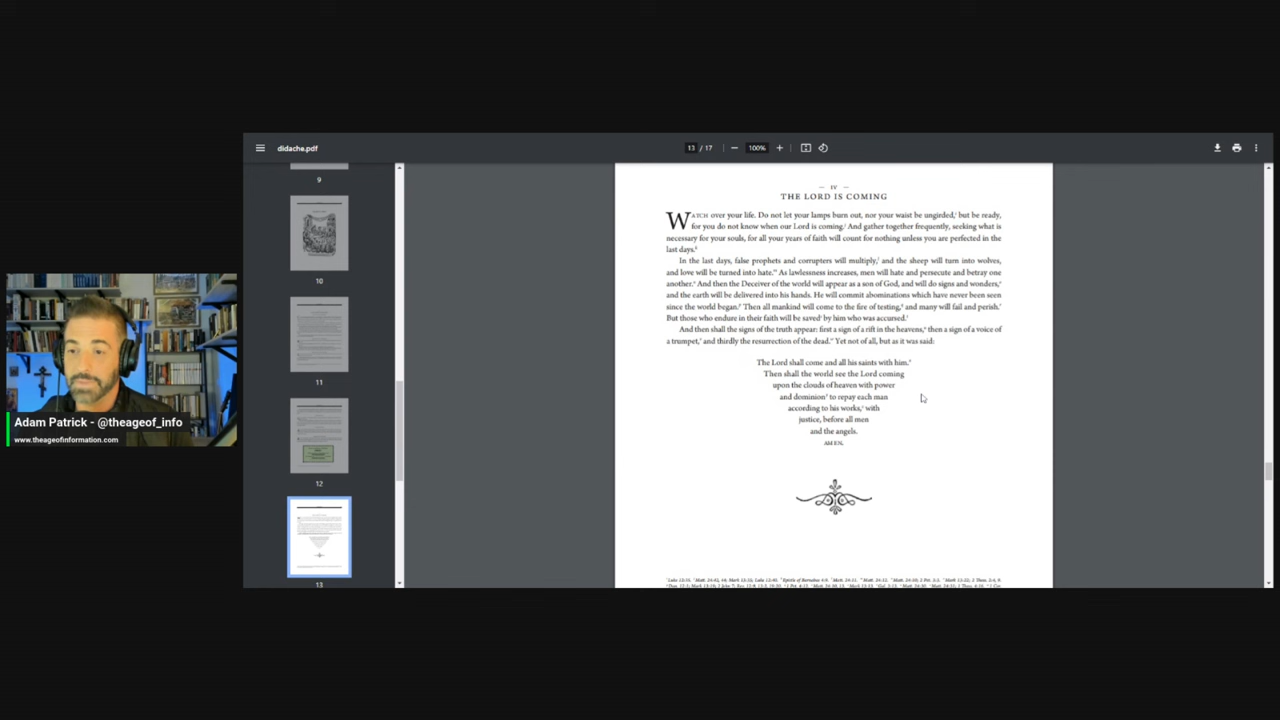 didache.pdf
13 / 17
100%
9
10
11
12
13
Adam Patrick - @theageof_info
www.theageofinformation.com
— IV —
THE LORD IS COMING
WATCH over your life. Do not let your lamps burn out, nor your waist be ungirded, but be ready,
for you do not know when our Lord is coming. And gather together frequently, seeking what is
necessary for your souls, for all your years of faith will count for nothing unless you are perfected in the
last days.
In the last days, false prophets and corrupters will multiply, and the sheep will turn into wolves,
and love will be turned into hate. As lawlessness increases, men will hate and persecute and betray one
another. And then the Deceiver of the world will appear as a son of God, and will do signs and wonders,
and the earth will be delivered into his hands. He will commit abominations which have never been seen
since the world began. Then all mankind will come to the fire of testing, and many will fail and perish.
But those who endure in their faith will be saved by him who was accursed.
And then shall the signs of the truth appear: first a sign of a rift in the heavens, then a sign of a voice of
a trumpet, and thirdly the resurrection of the dead. Yet not of all, but as it was said:
The Lord shall come and all his saints with him.
Then shall the world see the Lord coming
upon the clouds of heaven with power
and dominion to repay each man
according to his works, with
justice, before all men
and the angels.
AMEN.